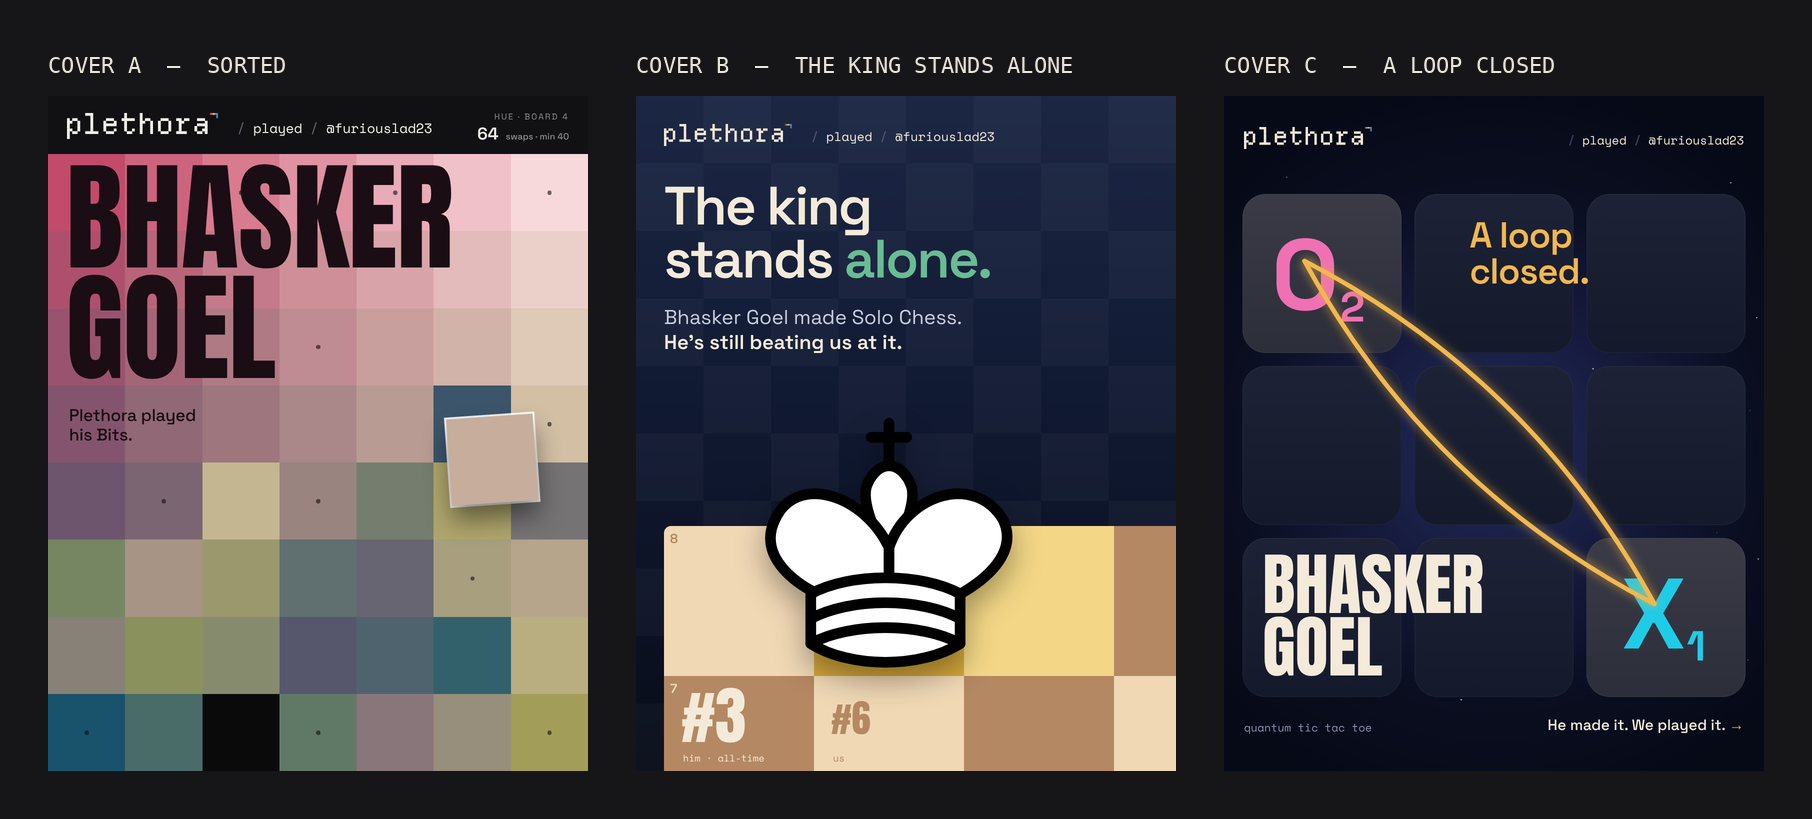 COVER A — SORTED
plethora / played / @furiouslad23
HUE · BOARD 4
64 swaps · min 40
BHASKER
GOEL
Plethora played
his Bits.
COVER B — THE KING STANDS ALONE
plethora / played / @furiouslad23
The king
stands alone.
Bhasker Goel made Solo Chess.
He's still beating us at it.
8
7
#3
him · all-time
#6
us
COVER C — A LOOP CLOSED
plethora / played / @furiouslad23
O2
A loop
closed.
BHASKER
GOEL
X1
quantum tic tac toe
He made it. We played it. →